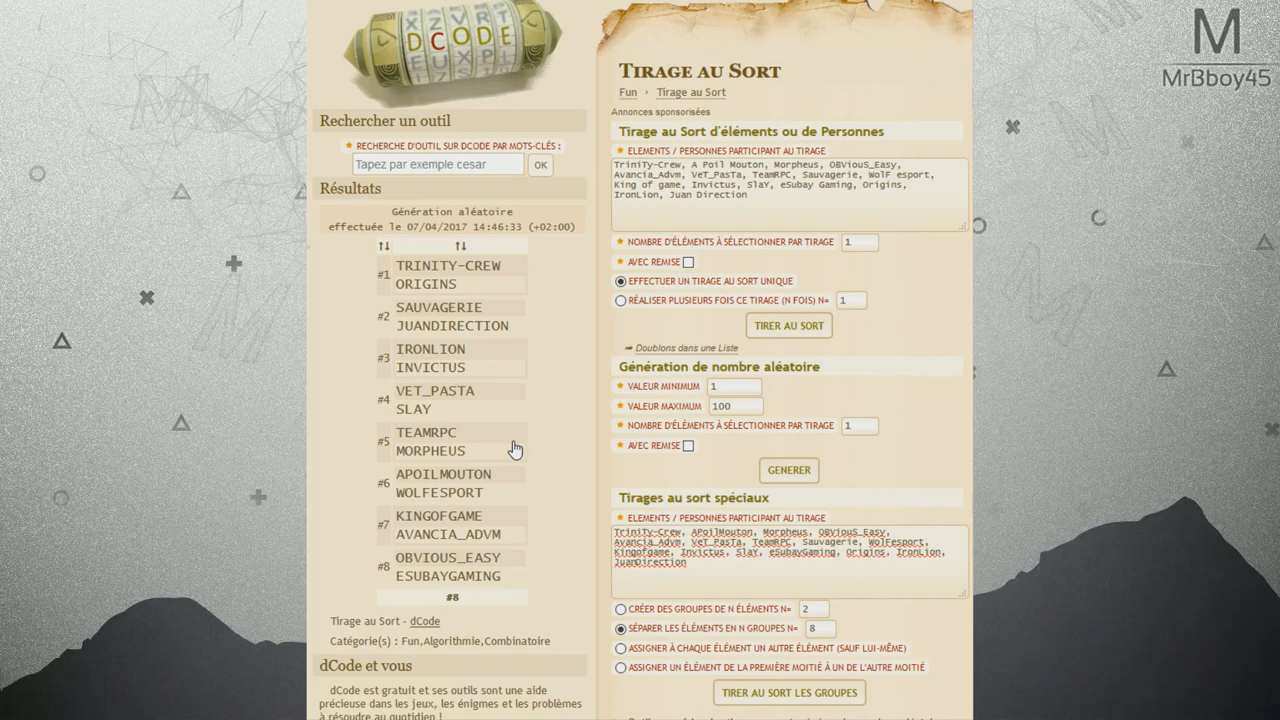 XZVRT
DCODE
EUXPL
Rechercher un outil
RECHERCHE D'OUTIL SUR DCODE PAR MOTS-CLÉS :
Tapez par exemple cesar
OK
Résultats
Génération aléatoire
effectuée le 07/04/2017 14:46:33 (+02:00)
↑↓ ↑↓
#1 TRINITY-CREW
ORIGINS
#2 SAUVAGERIE
JUANDIRECTION
#3 IRONLION
INVICTUS
#4 VET_PASTA
SLAY
#5 TEAMRPC
MORPHEUS
#6 APOILMOUTON
WOLFESPORT
#7 KINGOFGAME
AVANCIA_ADVM
#8 OBVIOUS_EASY
ESUBAYGAMING
#8
Tirage au Sort - dCode
Catégorie(s) : Fun,Algorithmie,Combinatoire
dCode et vous
dCode est gratuit et ses outils sont une aide
précieuse dans les jeux, les énigmes et les problèmes
à résoudre au quotidien !
TIRAGE AU SORT
Fun › Tirage au Sort
Annonces sponsorisées
Tirage au Sort d'éléments ou de Personnes
ELEMENTS / PERSONNES PARTICIPANT AU TIRAGE
TriniTy-Crew, A Poil Mouton, Morpheus, OBViouS_Easy,
Avancia_Advm, VeT_PasTa, TeamRPC, Sauvagerie, WolF esport,
King of game, Invictus, SlaY, eSubay Gaming, Origins,
IronLion, Juan Direction
NOMBRE D'ÉLÉMENTS À SÉLECTIONNER PAR TIRAGE 1
AVEC REMISE
EFFECTUER UN TIRAGE AU SORT UNIQUE
RÉALISER PLUSIEURS FOIS CE TIRAGE (N FOIS) N= 1
TIRER AU SORT
➡ Doublons dans une Liste
Génération de nombre aléatoire
VALEUR MINIMUM 1
VALEUR MAXIMUM 100
NOMBRE D'ÉLÉMENTS À SÉLECTIONNER PAR TIRAGE 1
AVEC REMISE
GENERER
Tirages au sort spéciaux
ELEMENTS / PERSONNES PARTICIPANT AU TIRAGE
TriniTy-Crew, APoilMouton, Morpheus, OBViouS_Easy,
Avancia_Advm, VeT_PasTa, TeamRPC, Sauvagerie, WolFesport,
Kingofgame, Invictus, SlaY, eSubayGaming, Origins, IronLion,
JuanDirection
CRÉER DES GROUPES DE N ÉLÉMENTS N= 2
SÉPARER LES ÉLÉMENTS EN N GROUPES N= 8
ASSIGNER À CHAQUE ÉLÉMENT UN AUTRE ÉLÉMENT (SAUF LUI-MÊME)
ASSIGNER UN ÉLÉMENT DE LA PREMIÈRE MOITIÉ À UN DE L'AUTRE MOITIÉ
TIRER AU SORT LES GROUPES
M
MrBboy45